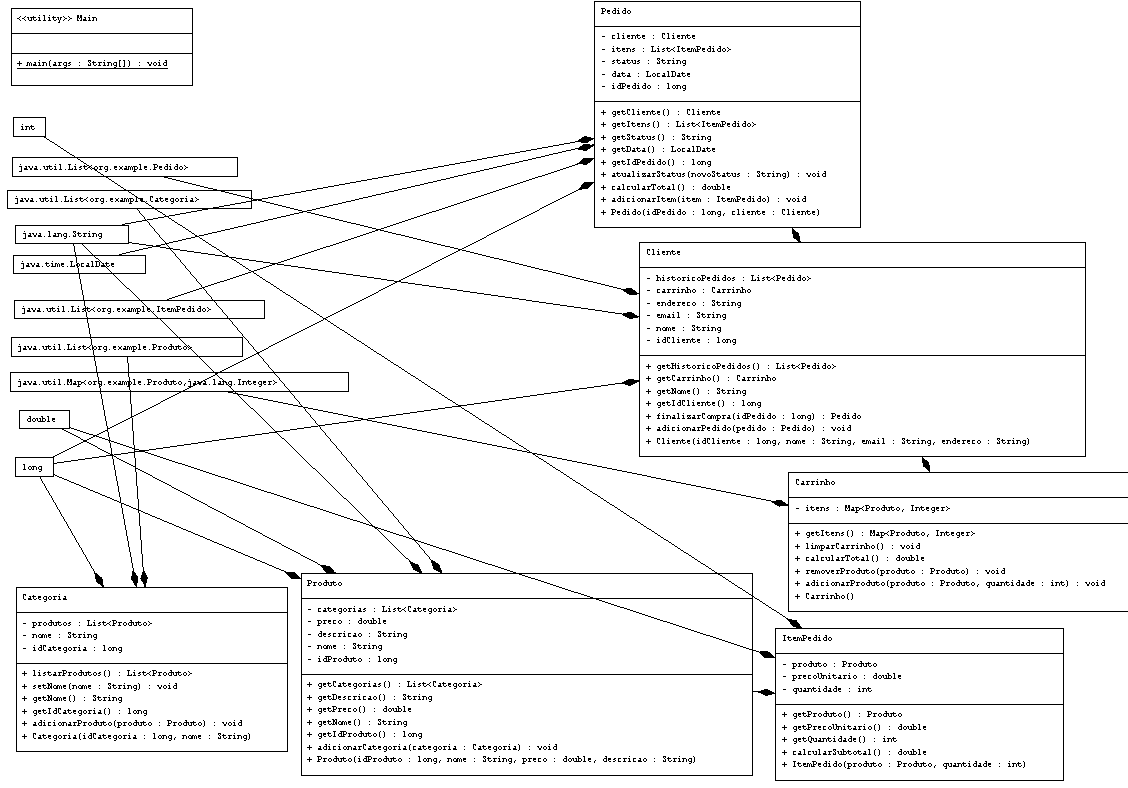 <<utility>> Main
+ main(args : String[]) : void
int
java.util.List<org.example.Pedido>
java.util.List<org.example.Categoria>
java.lang.String
java.time.LocalDate
java.util.List<org.example.ItemPedido>
java.util.List<org.example.Produto>
java.util.Map<org.example.Produto,java.lang.Integer>
double
long
Pedido
- cliente : Cliente
- itens : List<ItemPedido>
- status : String
- data : LocalDate
- idPedido : long
+ getCliente() : Cliente
+ getItens() : List<ItemPedido>
+ getStatus() : String
+ getData() : LocalDate
+ getIdPedido() : long
+ atualizarStatus(novoStatus : String) : void
+ calcularTotal() : double
+ adicionarItem(item : ItemPedido) : void
+ Pedido(idPedido : long, cliente : Cliente)
Cliente
- historicoPedidos : List<Pedido>
- carrinho : Carrinho
- endereco : String
- email : String
- nome : String
- idCliente : long
+ getHistoricoPedidos() : List<Pedido>
+ getCarrinho() : Carrinho
+ getNome() : String
+ getIdCliente() : long
+ finalizarCompra(idPedido : long) : Pedido
+ adicionarPedido(pedido : Pedido) : void
+ Cliente(idCliente : long, nome : String, email : String, endereco : String)
Carrinho
- itens : Map<Produto, Integer>
+ getItens() : Map<Produto, Integer>
+ limparCarrinho() : void
+ calcularTotal() : double
+ removerProduto(produto : Produto) : void
+ adicionarProduto(produto : Produto, quantidade : int) : void
+ Carrinho()
Categoria
- produtos : List<Produto>
- nome : String
- idCategoria : long
+ listarProdutos() : List<Produto>
+ setNome(nome : String) : void
+ getNome() : String
+ getIdCategoria() : long
+ adicionarProduto(produto : Produto) : void
+ Categoria(idCategoria : long, nome : String)
Produto
- categorias : List<Categoria>
- preco : double
- descricao : String
- nome : String
- idProduto : long
+ getCategorias() : List<Categoria>
+ getDescricao() : String
+ getPreco() : double
+ getNome() : String
+ getIdProduto() : long
+ adicionarCategoria(categoria : Categoria) : void
+ Produto(idProduto : long, nome : String, preco : double, descricao : String)
ItemPedido
- produto : Produto
- precoUnitario : double
- quantidade : int
+ getProduto() : Produto
+ getPrecoUnitario() : double
+ getQuantidade() : int
+ calcularSubtotal() : double
+ ItemPedido(produto : Produto, quantidade : int)